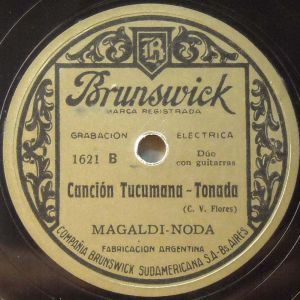 B
Brunswick
MARCA REGISTRADA
GRABACION ELECTRICA
1621 B
Dúo
con guitarras
Canción Tucumana - Tonada
(C. V. Flores)
MAGALDI-NODA
FABRICACION ARGENTINA
COMPAÑIA BRUNSWICK SUDAMERICANA S.A-Bs. AIRES